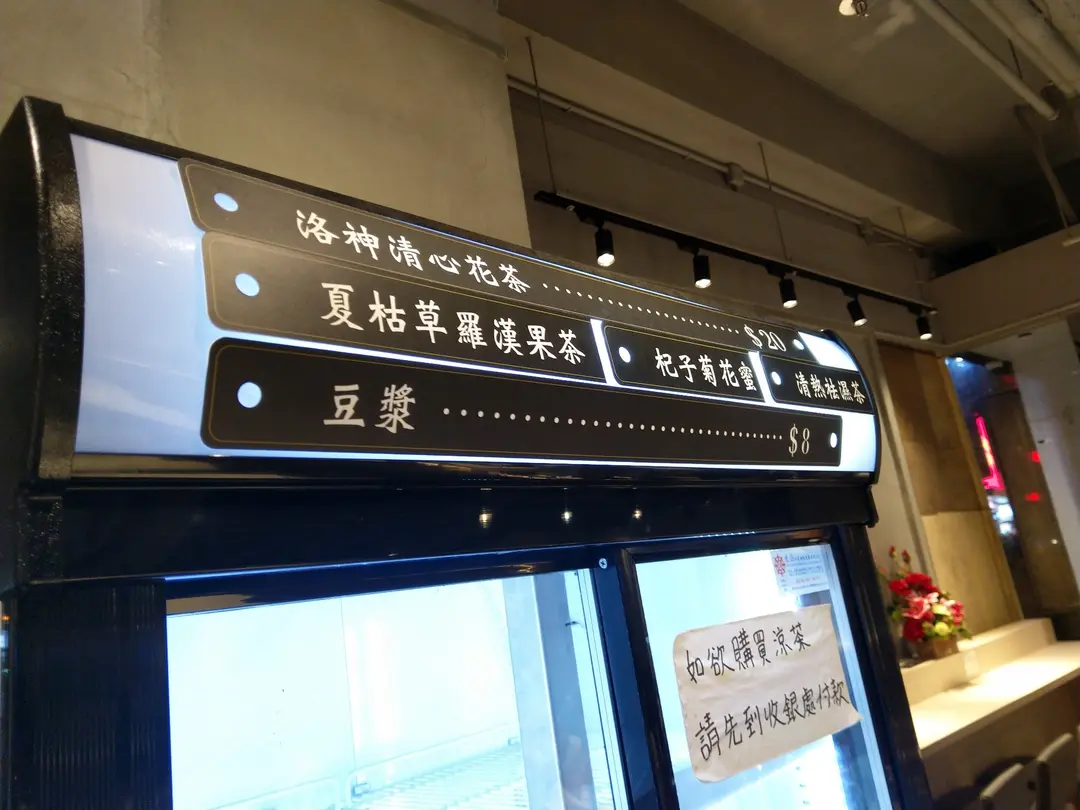 洛神清心花茶 ........................ $20
夏枯草羅漢果茶
杞子菊花蜜
清熱祛濕茶
豆漿 ........................ $8
如欲購買涼茶
請先到收銀處付款